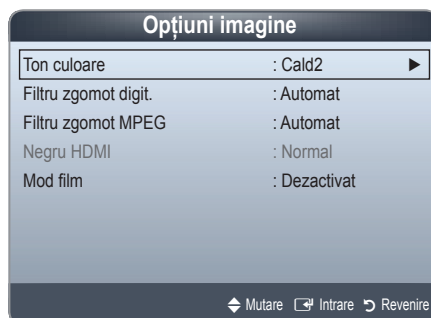 Opțiuni imagine
Ton culoare : Cald2 ►
Filtru zgomot digit. : Automat
Filtru zgomot MPEG : Automat
Negru HDMI : Normal
Mod film : Dezactivat
Mutare Intrare Revenire